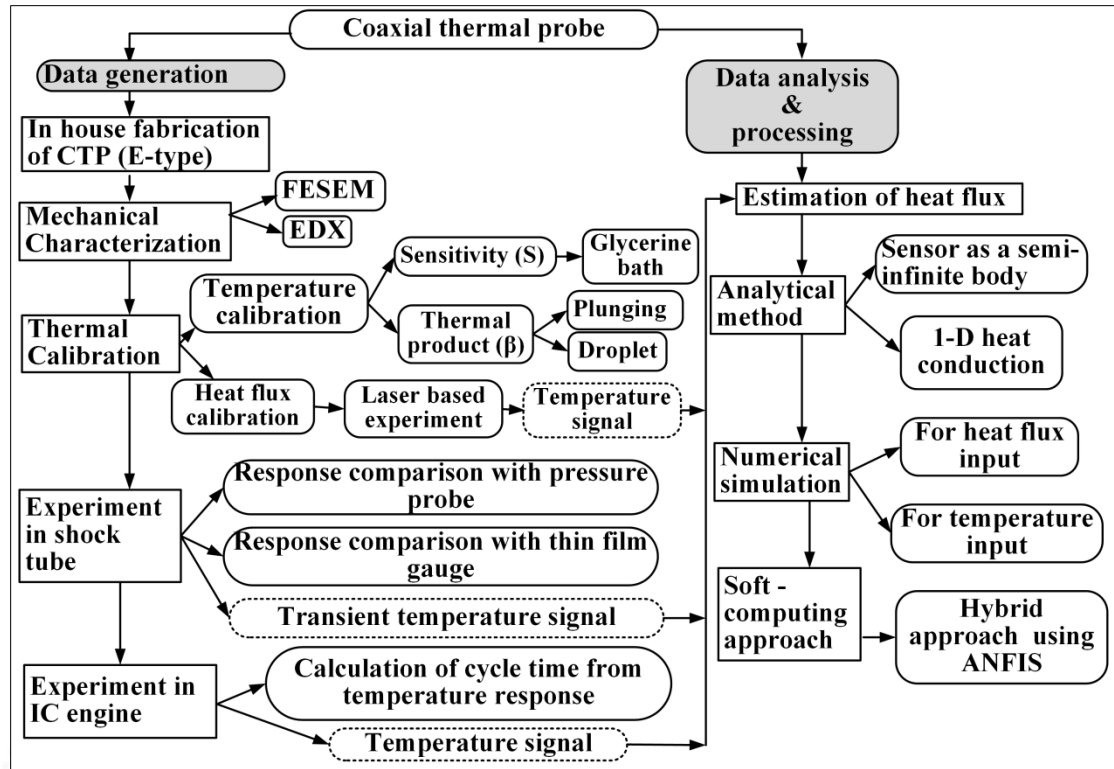 Coaxial thermal probe
Data generation
In house fabrication
of CTP (E-type)
Mechanical
Characterization
FESEM
EDX
Thermal
Calibration
Temperature
calibration
Sensitivity (S)
Glycerine
bath
Thermal
product (β)
Plunging
Droplet
Heat flux
calibration
Laser based
experiment
Temperature
signal
Experiment
in shock
tube
Response comparison with pressure
probe
Response comparison with thin film
gauge
Transient temperature signal
Experiment in
IC engine
Calculation of cycle time from
temperature response
Temperature signal
Data analysis
&
processing
Estimation of heat flux
Analytical
method
Sensor as a semi-
infinite body
1-D heat
conduction
Numerical
simulation
For heat flux
input
For temperature
input
Soft -
computing
approach
Hybrid
approach using
ANFIS